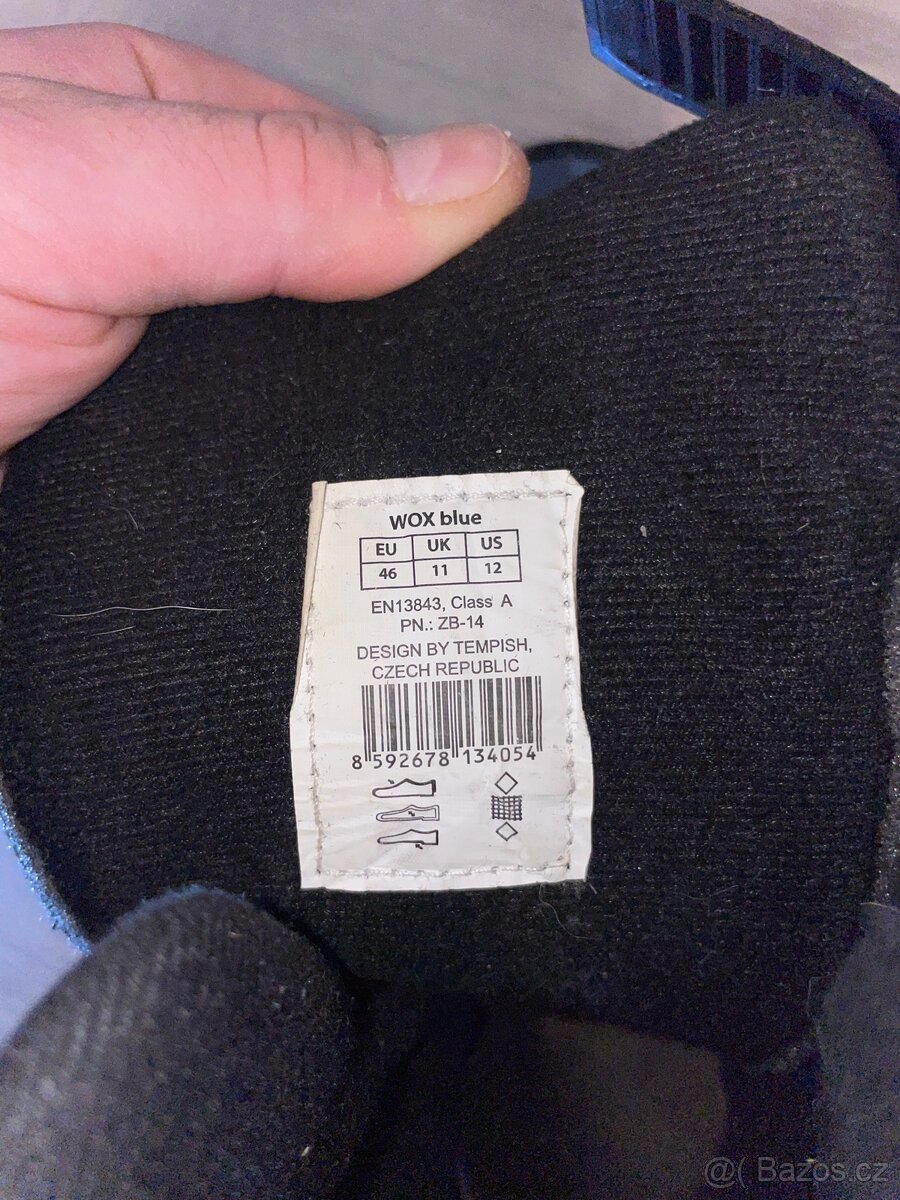 WOX blue
EU UK US
46 11 12
EN13843, Class A
PN.: ZB-14
DESIGN BY TEMPISH,
CZECH REPUBLIC
8 592678 134054
@( Bazos.cz